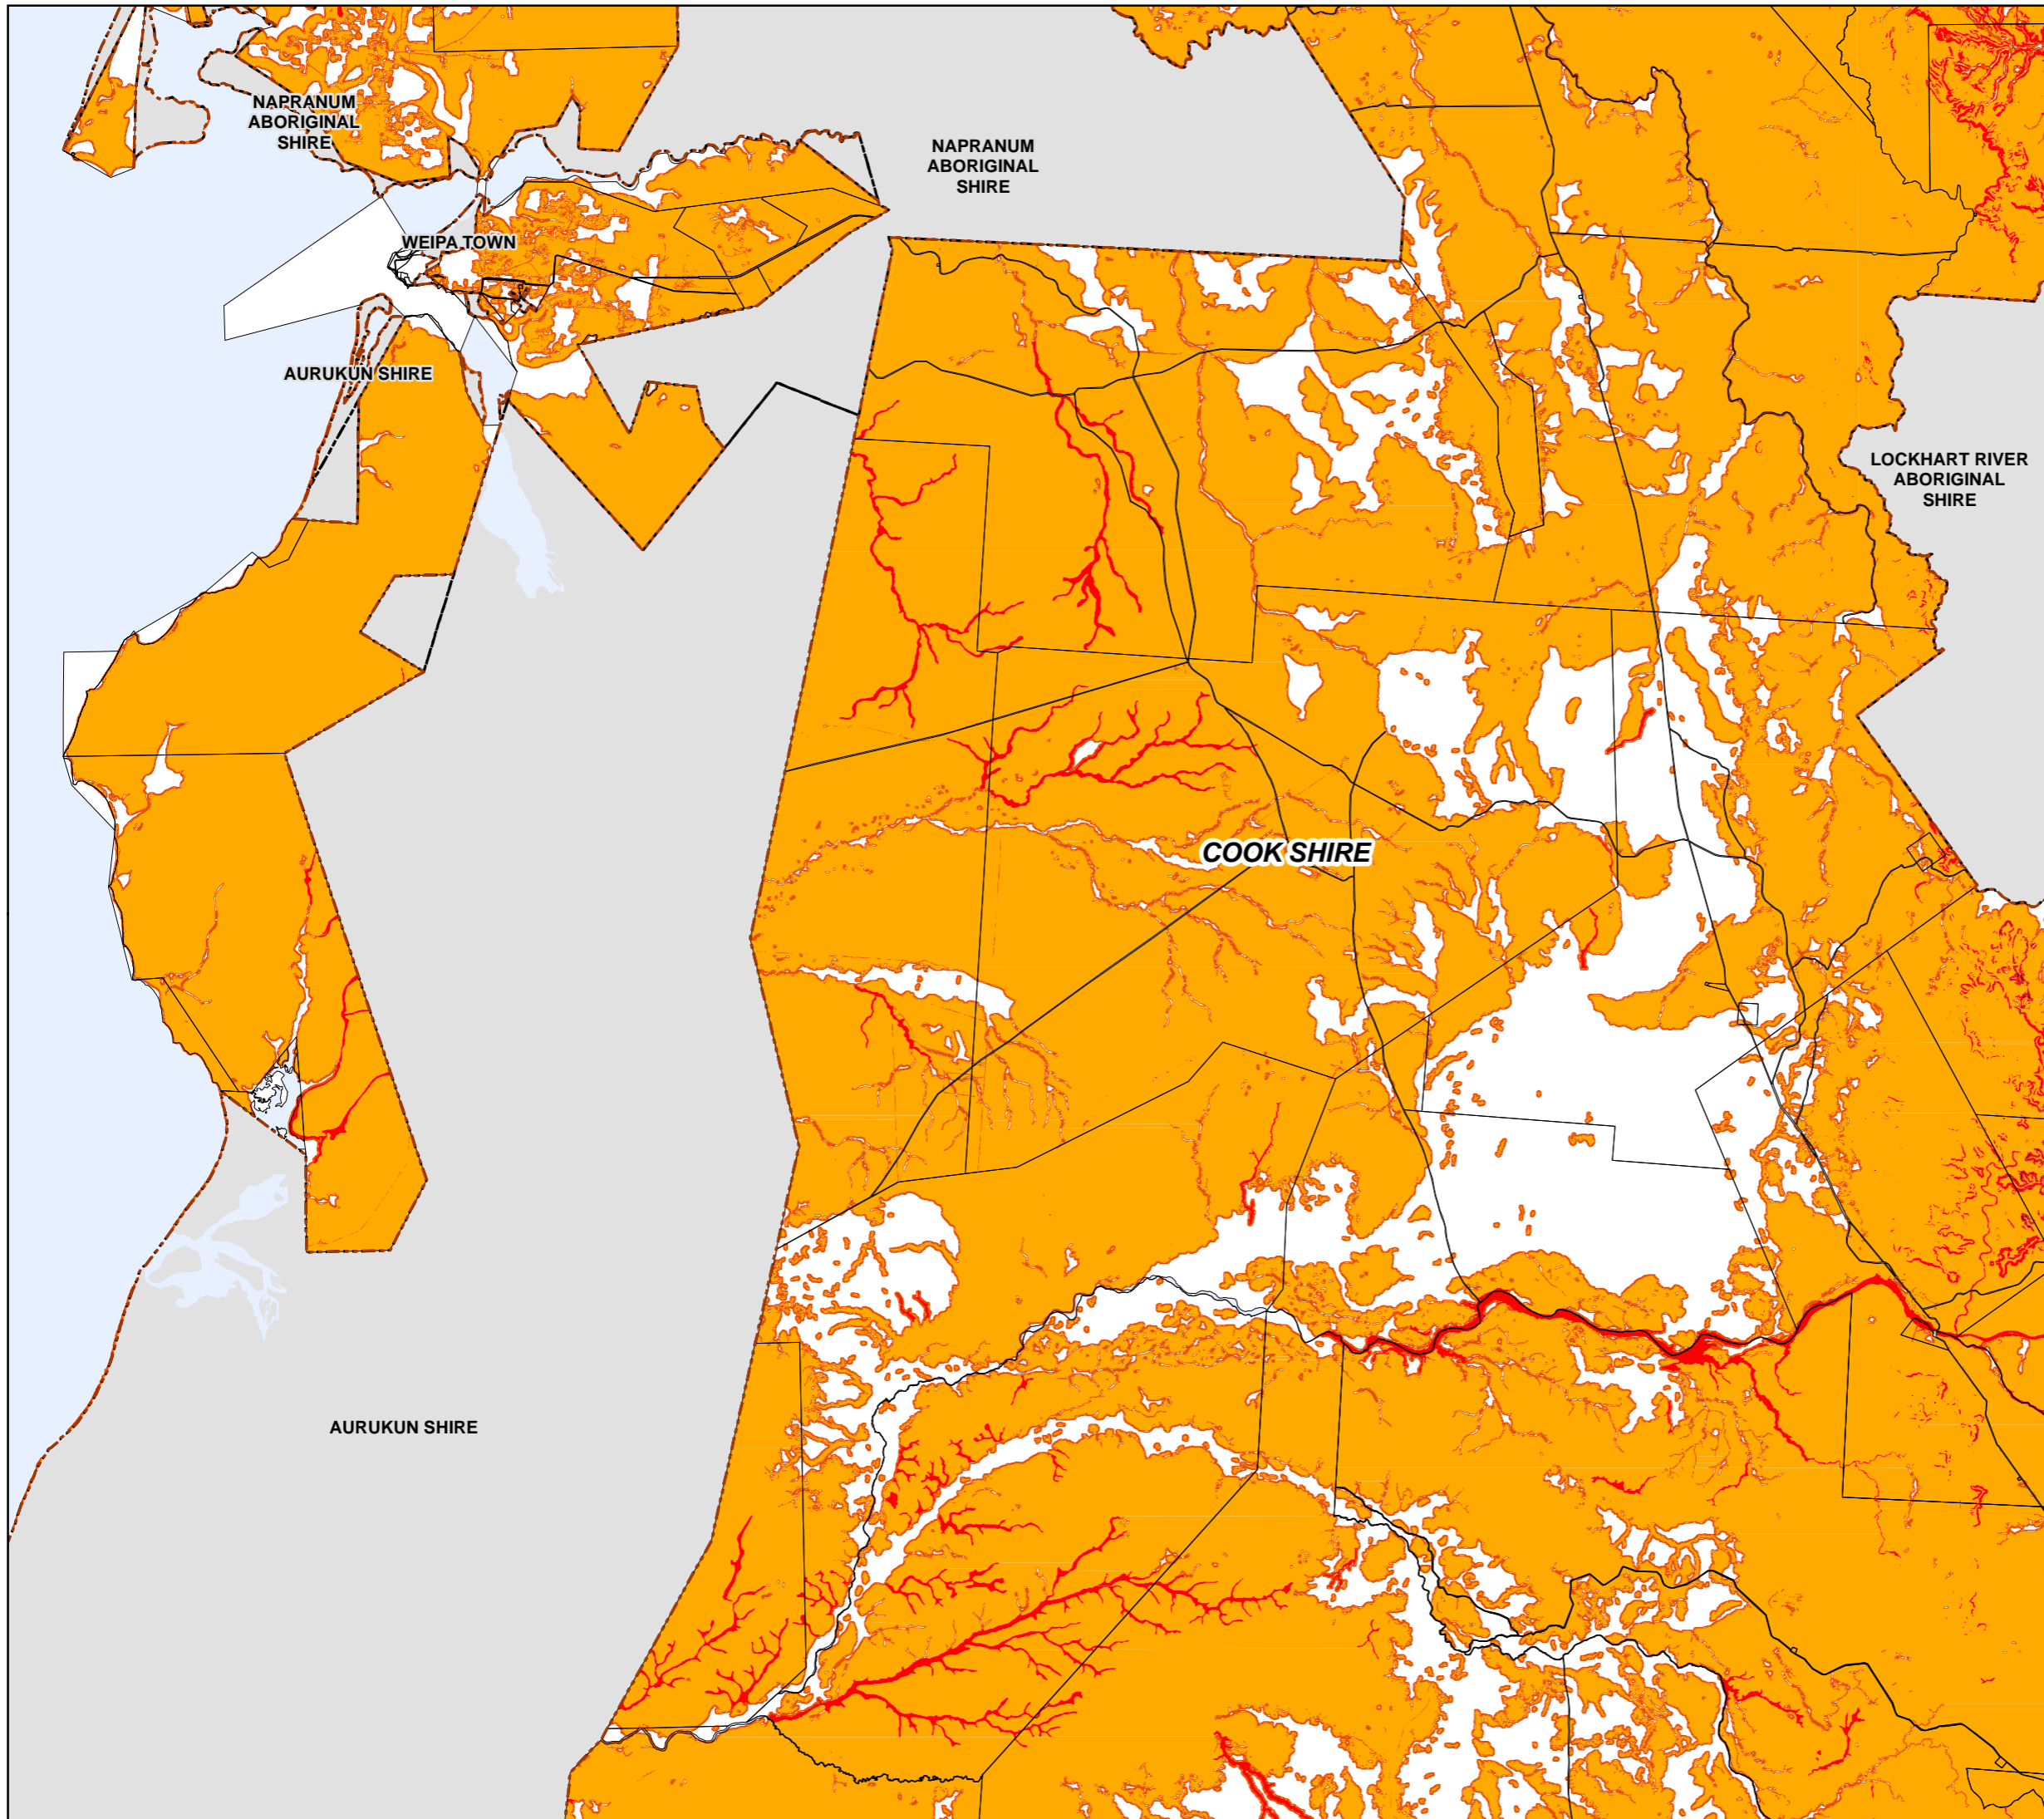 NAPRANUM
ABORIGINAL
SHIRE
NAPRANUM
ABORIGINAL
SHIRE
WEIPA TOWN
AURUKUN SHIRE
LOCKHART RIVER
ABORIGINAL
SHIRE
COOK SHIRE
AURUKUN SHIRE